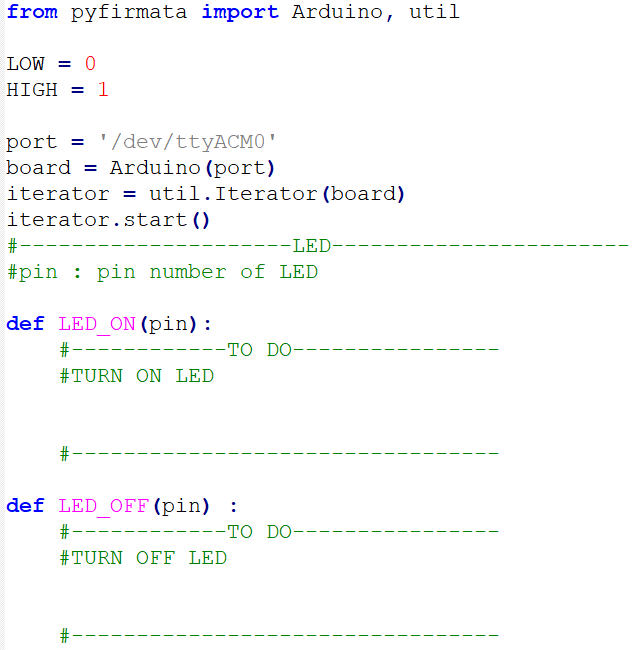 from pyfirmata import Arduino, util
LOW = 0
HIGH = 1
port = '/dev/ttyACM0'
board = Arduino(port)
iterator = util.Iterator(board)
iterator.start()
#---------------------LED-----------------------
#pin : pin number of LED
def LED_ON(pin):
    #------------TO DO----------------
    #TURN ON LED
    #---------------------------------
def LED_OFF(pin) :
    #------------TO DO----------------
    #TURN OFF LED
    #---------------------------------